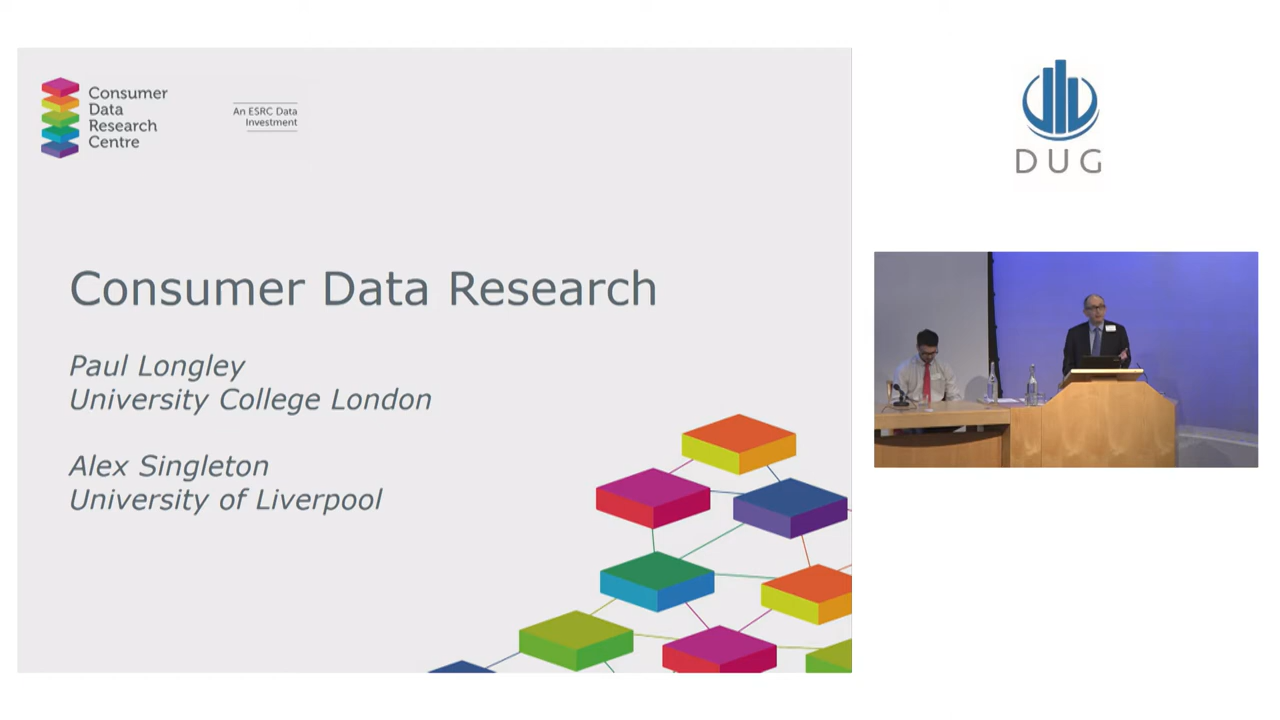 Consumer
Data
Research
Centre
An ESRC Data
Investment
Consumer Data Research
Paul Longley
University College London
Alex Singleton
University of Liverpool
DUG